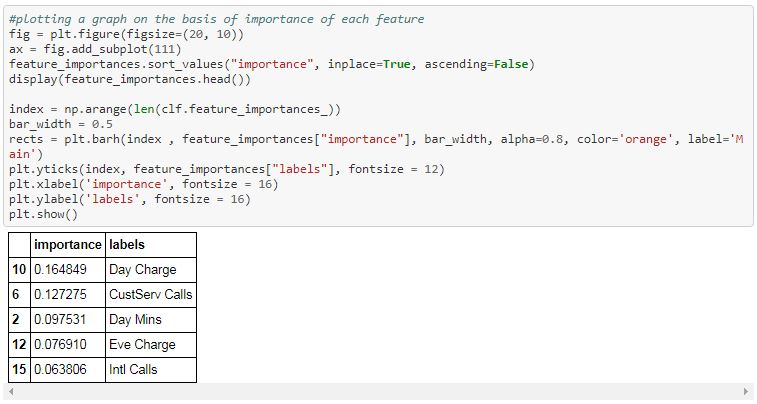 #plotting a graph on the basis of importance of each feature
fig = plt.figure(figsize=(20, 10))
ax = fig.add_subplot(111)
feature_importances.sort_values("importance", inplace=True, ascending=False)
display(feature_importances.head())
index = np.arange(len(clf.feature_importances_))
bar_width = 0.5
rects = plt.barh(index , feature_importances["importance"], bar_width, alpha=0.8, color='orange', label='M
ain')
plt.yticks(index, feature_importances["labels"], fontsize = 12)
plt.xlabel('importance', fontsize = 16)
plt.ylabel('labels', fontsize = 16)
plt.show()
importance labels
10 0.164849 Day Charge
6 0.127275 CustServ Calls
2 0.097531 Day Mins
12 0.076910 Eve Charge
15 0.063806 Intl Calls